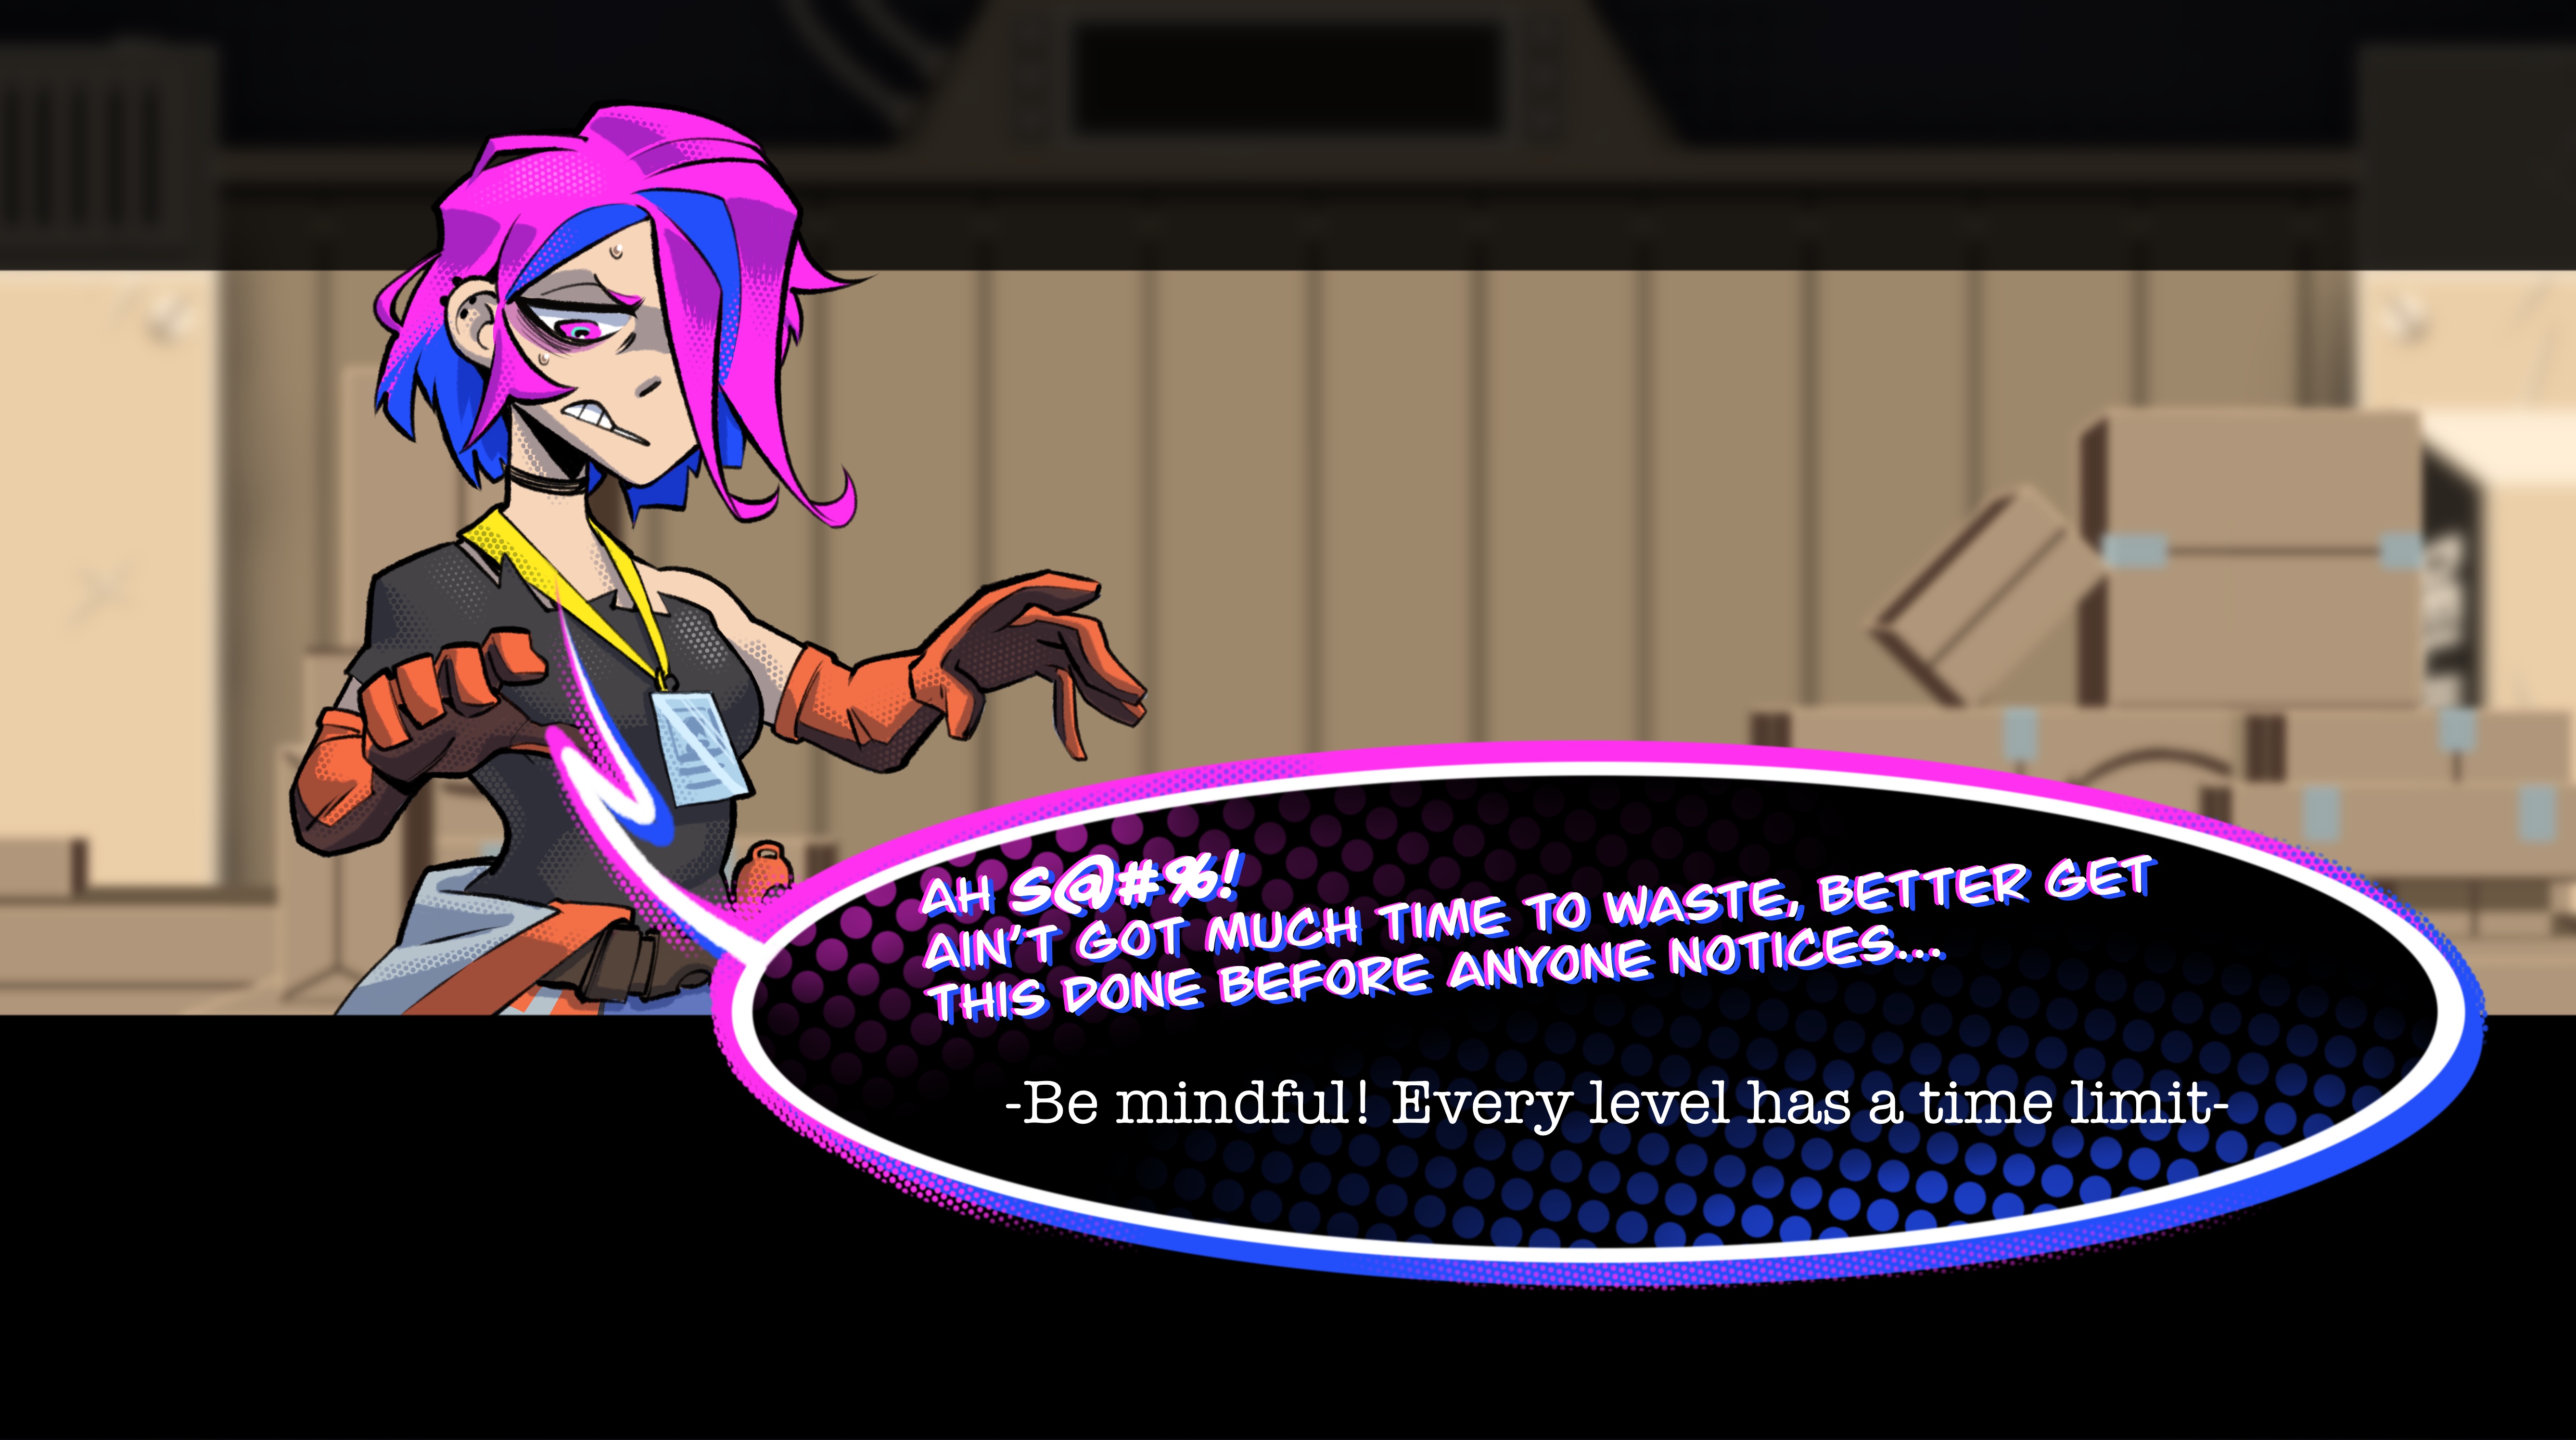 AH S@#%!
AIN'T GOT MUCH TIME TO WASTE, BETTER GET
THIS DONE BEFORE ANYONE NOTICES...
-Be mindful! Every level has a time limit-